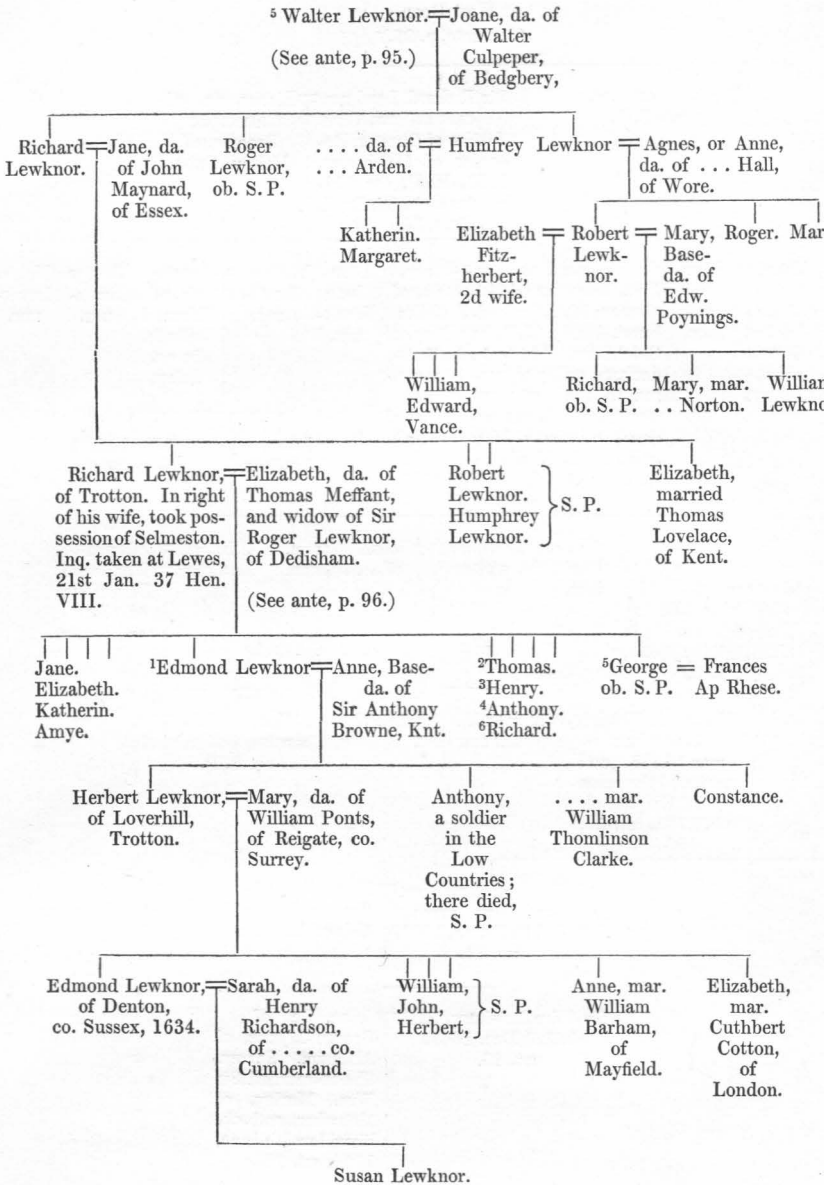 ⁵ Walter Lewknor. Joane, da. of
Walter
(See ante, p. 95.) Culpeper,
of Bedgbery,
Richard Jane, da. Roger . . . . da. of Humfrey Lewknor Agnes, or Anne,
Lewknor. of John Lewknor, . . . Arden. da. of . . . Hall,
Maynard, ob. S. P. of Wore.
of Essex.
Katherin. Elizabeth Robert Mary, Roger. Mar
Margaret. Fitz- Lewk- Base-
herbert, nor. da. of
2d wife. Edw.
Poynings.
William, Richard, Mary, mar. William
Edward, ob. S. P. . . Norton. Lewkno
Vance.
Richard Lewknor, Elizabeth, da. of Robert Elizabeth,
of Trotton. In right Thomas Meffant, Lewknor. married
of his wife, took pos- and widow of Sir Humphrey S. P. Thomas
session of Selmeston. Roger Lewknor, Lewknor. Lovelace,
Inq. taken at Lewes, of Dedisham. of Kent.
21st Jan. 37 Hen.
VIII. (See ante, p. 96.)
Jane. ¹Edmond Lewknor Anne, Base- ²Thomas. ⁵George = Frances
Elizabeth. da. of ³Henry. ob. S. P. Ap Rhese.
Katherin. Sir Anthony ⁴Anthony.
Amye. Browne, Knt. ⁶Richard.
Herbert Lewknor, Mary, da. of Anthony, . . . . mar. Constance.
of Loverhill, William Ponts, a soldier William
Trotton. of Reigate, co. in the Thomlinson
Surrey. Low Clarke.
Countries;
there died,
S. P.
Edmond Lewknor, Sarah, da. of William, Anne, mar. Elizabeth,
of Denton, Henry John, S. P. William mar.
co. Sussex, 1634. Richardson, Herbert, Barham, Cuthbert
of . . . . . co. of Cotton,
Cumberland. Mayfield. of
London.
Susan Lewknor.